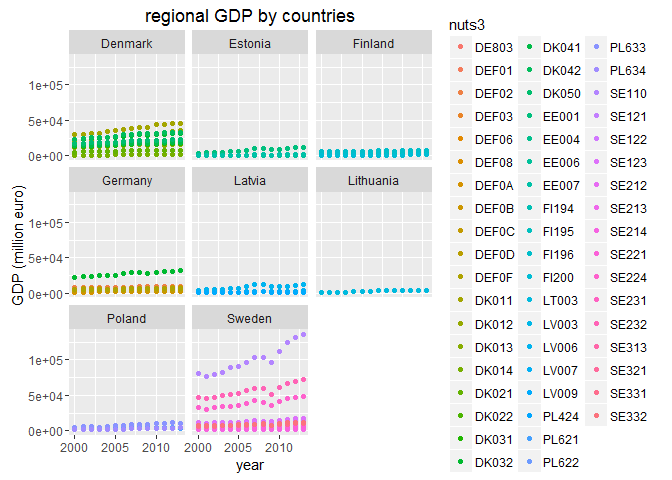 regional GDP by countries
Denmark Estonia Finland
1e+05
5e+04
0e+00
Germany Latvia Lithuania
1e+05
5e+04
0e+00
Poland Sweden
1e+05
5e+04
0e+00
2000 2005 2010 2000 2005 2010
year
GDP (million euro)
nuts3
DE803 DK041 PL633
DEF01 DK042 PL634
DEF02 DK050 SE110
DEF03 EE001 SE121
DEF06 EE004 SE122
DEF08 EE006 SE123
DEF0A EE007 SE212
DEF0B FI194 SE213
DEF0C FI195 SE214
DEF0D FI196 SE221
DEF0F FI200 SE224
DK011 LT003 SE231
DK012 LV003 SE232
DK013 LV006 SE313
DK014 LV007 SE321
DK021 LV009 SE331
DK022 PL424 SE332
DK031 PL621
DK032 PL622